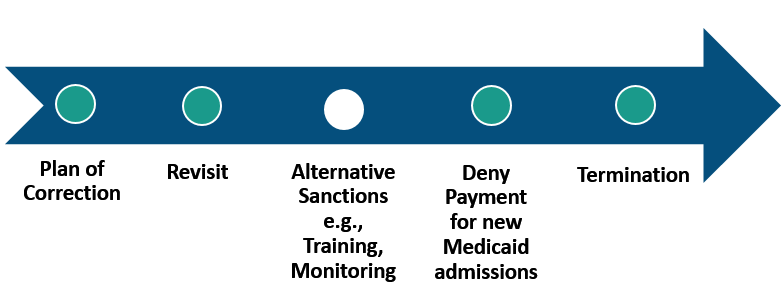 Plan of
Correction
Revisit
Alternative
Sanctions
e.g.,
Training,
Monitoring
Deny
Payment
for new
Medicaid
admissions
Termination